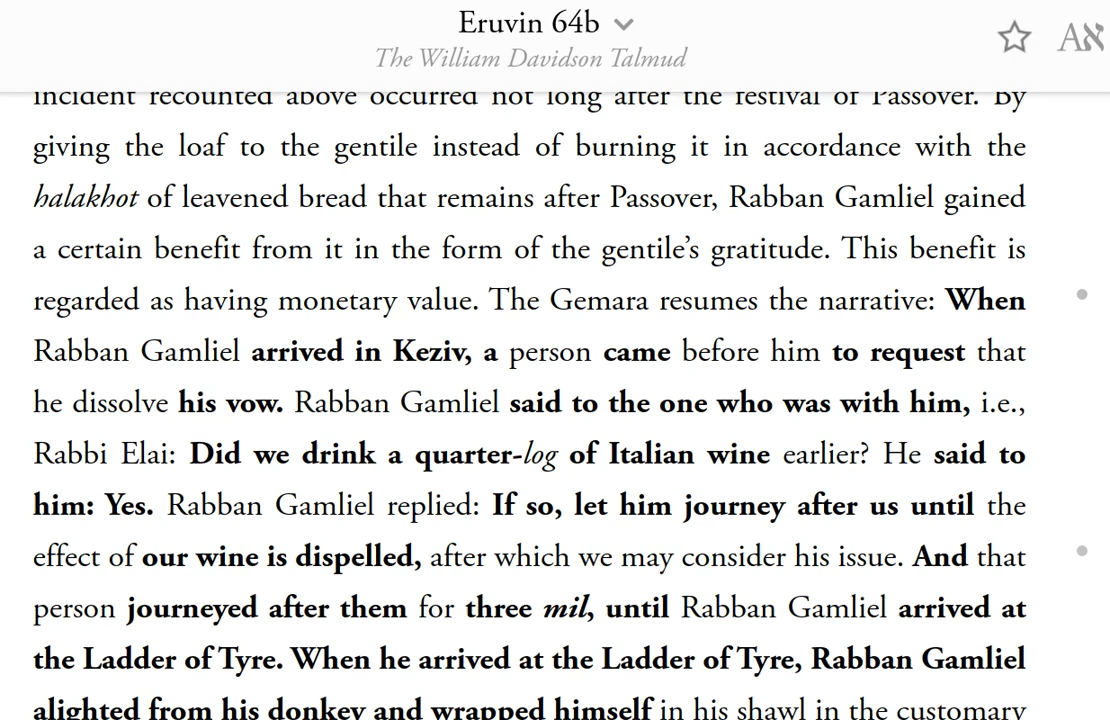 Eruvin 64b
The William Davidson Talmud
Aא
incident recounted above occurred not long after the festival of Passover. By
giving the loaf to the gentile instead of burning it in accordance with the
halakhot of leavened bread that remains after Passover, Rabban Gamliel gained
a certain benefit from it in the form of the gentile’s gratitude. This benefit is
regarded as having monetary value. The Gemara resumes the narrative: When
Rabban Gamliel arrived in Keziv, a person came before him to request that
he dissolve his vow. Rabban Gamliel said to the one who was with him, i.e.,
Rabbi Elai: Did we drink a quarter-log of Italian wine earlier? He said to
him: Yes. Rabban Gamliel replied: If so, let him journey after us until the
effect of our wine is dispelled, after which we may consider his issue. And that
person journeyed after them for three mil, until Rabban Gamliel arrived at
the Ladder of Tyre. When he arrived at the Ladder of Tyre, Rabban Gamliel
alighted from his donkey and wrapped himself in his shawl in the customary